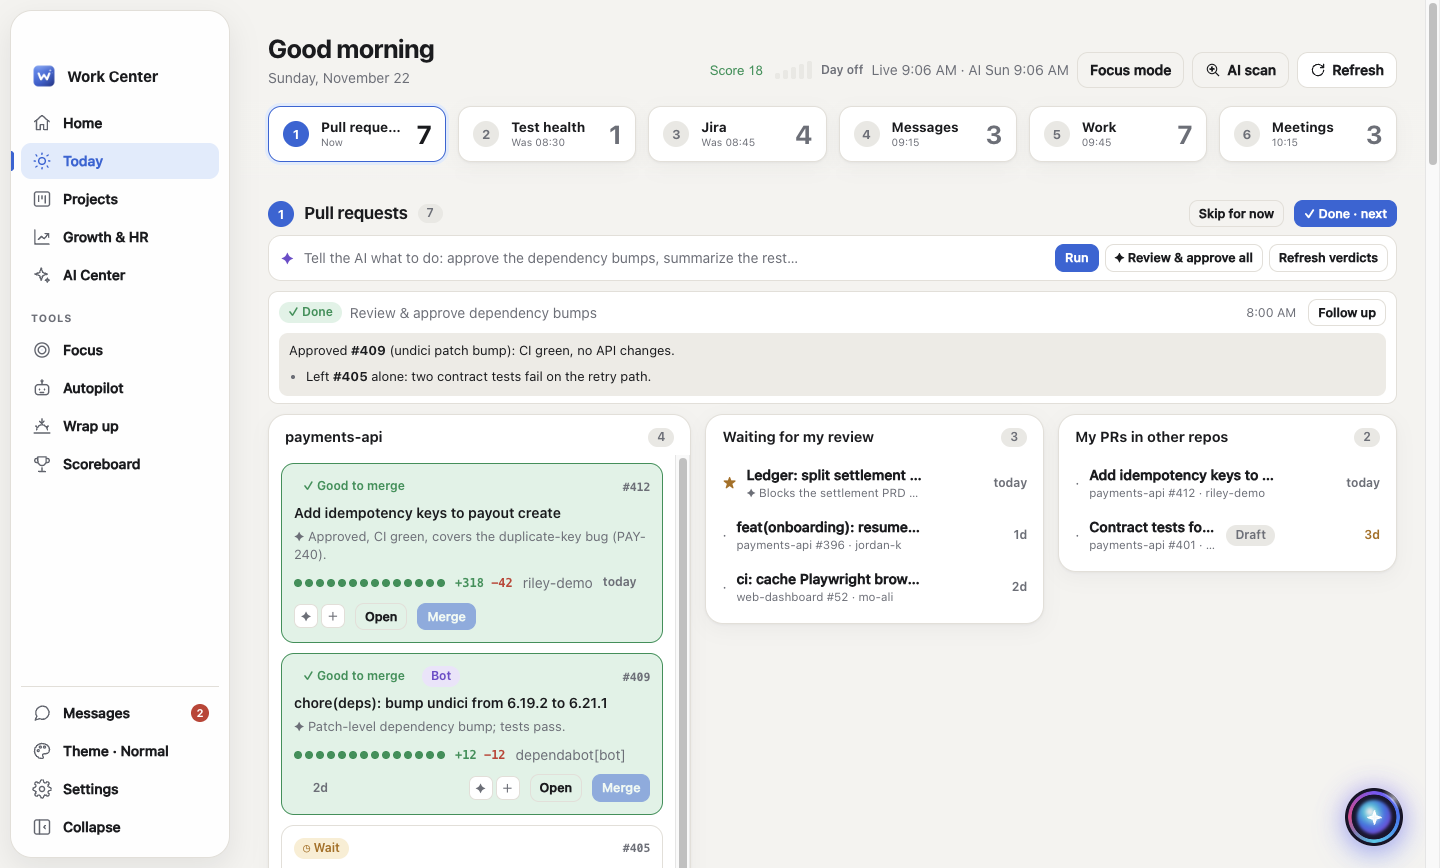 Work Center
Home
Today
Projects
Growth & HR
AI Center
TOOLS
Focus
Autopilot
Wrap up
Scoreboard
Messages 2
Theme · Normal
Settings
Collapse
Good morning
Sunday, November 22
Score 18 Day off Live 9:06 AM · AI Sun 9:06 AM Focus mode AI scan Refresh
1 Pull reque... 7
Now
2 Test health 1
Was 08:30
3 Jira 4
Was 08:45
4 Messages 3
09:15
5 Work 7
09:45
6 Meetings 3
10:15
1 Pull requests 7 Skip for now ✓ Done · next
✦ Tell the AI what to do: approve the dependency bumps, summarize the rest... Run ✦ Review & approve all Refresh verdicts
✓ Done Review & approve dependency bumps 8:00 AM Follow up
Approved #409 (undici patch bump): CI green, no API changes.
• Left #405 alone: two contract tests fail on the retry path.
payments-api 4
✓ Good to merge #412
Add idempotency keys to payout create
✦ Approved, CI green, covers the duplicate-key bug (PAY-
240).
+318 −42 riley-demo today
✦ + Open Merge
✓ Good to merge Bot #409
chore(deps): bump undici from 6.19.2 to 6.21.1
✦ Patch-level dependency bump; tests pass.
+12 −12 dependabot[bot]
2d ✦ + Open Merge
Wait #405
Waiting for my review 3
★ Ledger: split settlement ... today
✦ Blocks the settlement PRD ...
· feat(onboarding): resume... 1d
payments-api #396 · jordan-k
· ci: cache Playwright brow... 2d
web-dashboard #52 · mo-ali
My PRs in other repos 2
· Add idempotency keys to ... today
payments-api #412 · riley-demo
· Contract tests fo... Draft 3d
payments-api #401 · ...